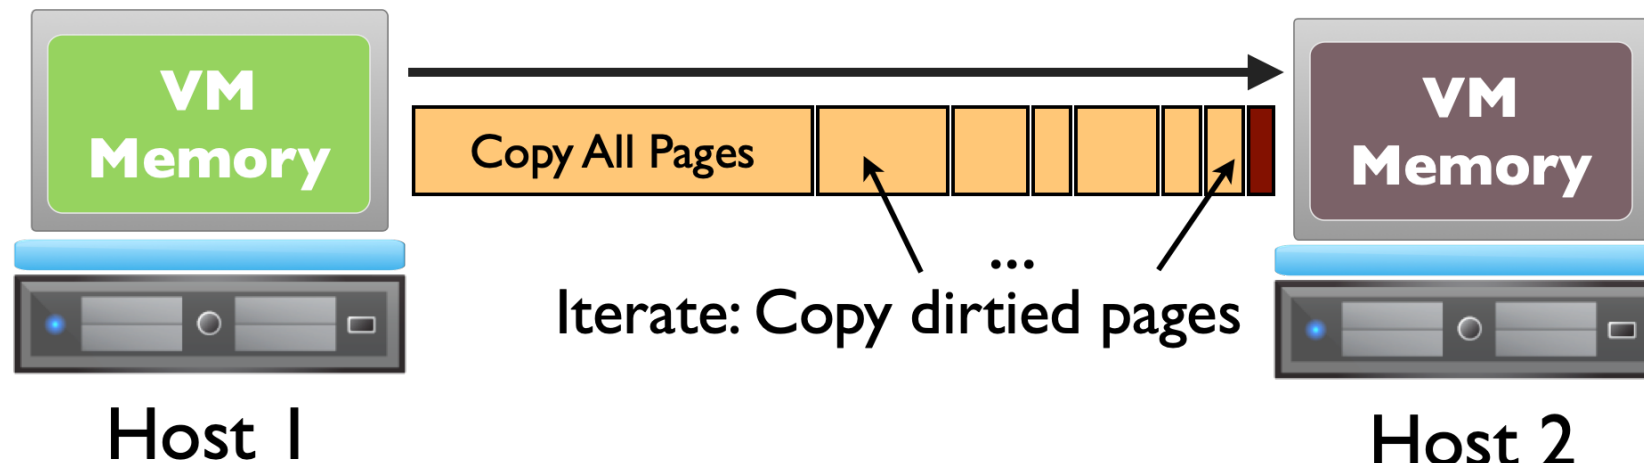 VM
Memory
Copy All Pages
VM
Memory
...
Iterate: Copy dirtied pages
Host 1
Host 2